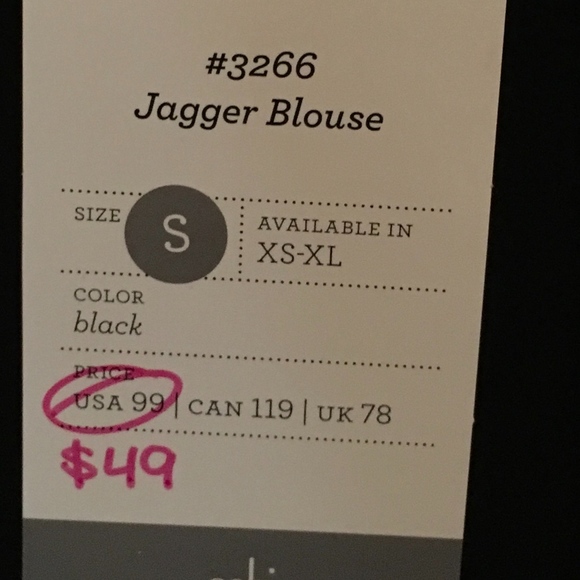 #3266
Jagger Blouse
SIZE S
AVAILABLE IN
XS-XL
COLOR
black
PRICE
USA 99 | CAN 119 | UK 78
$49